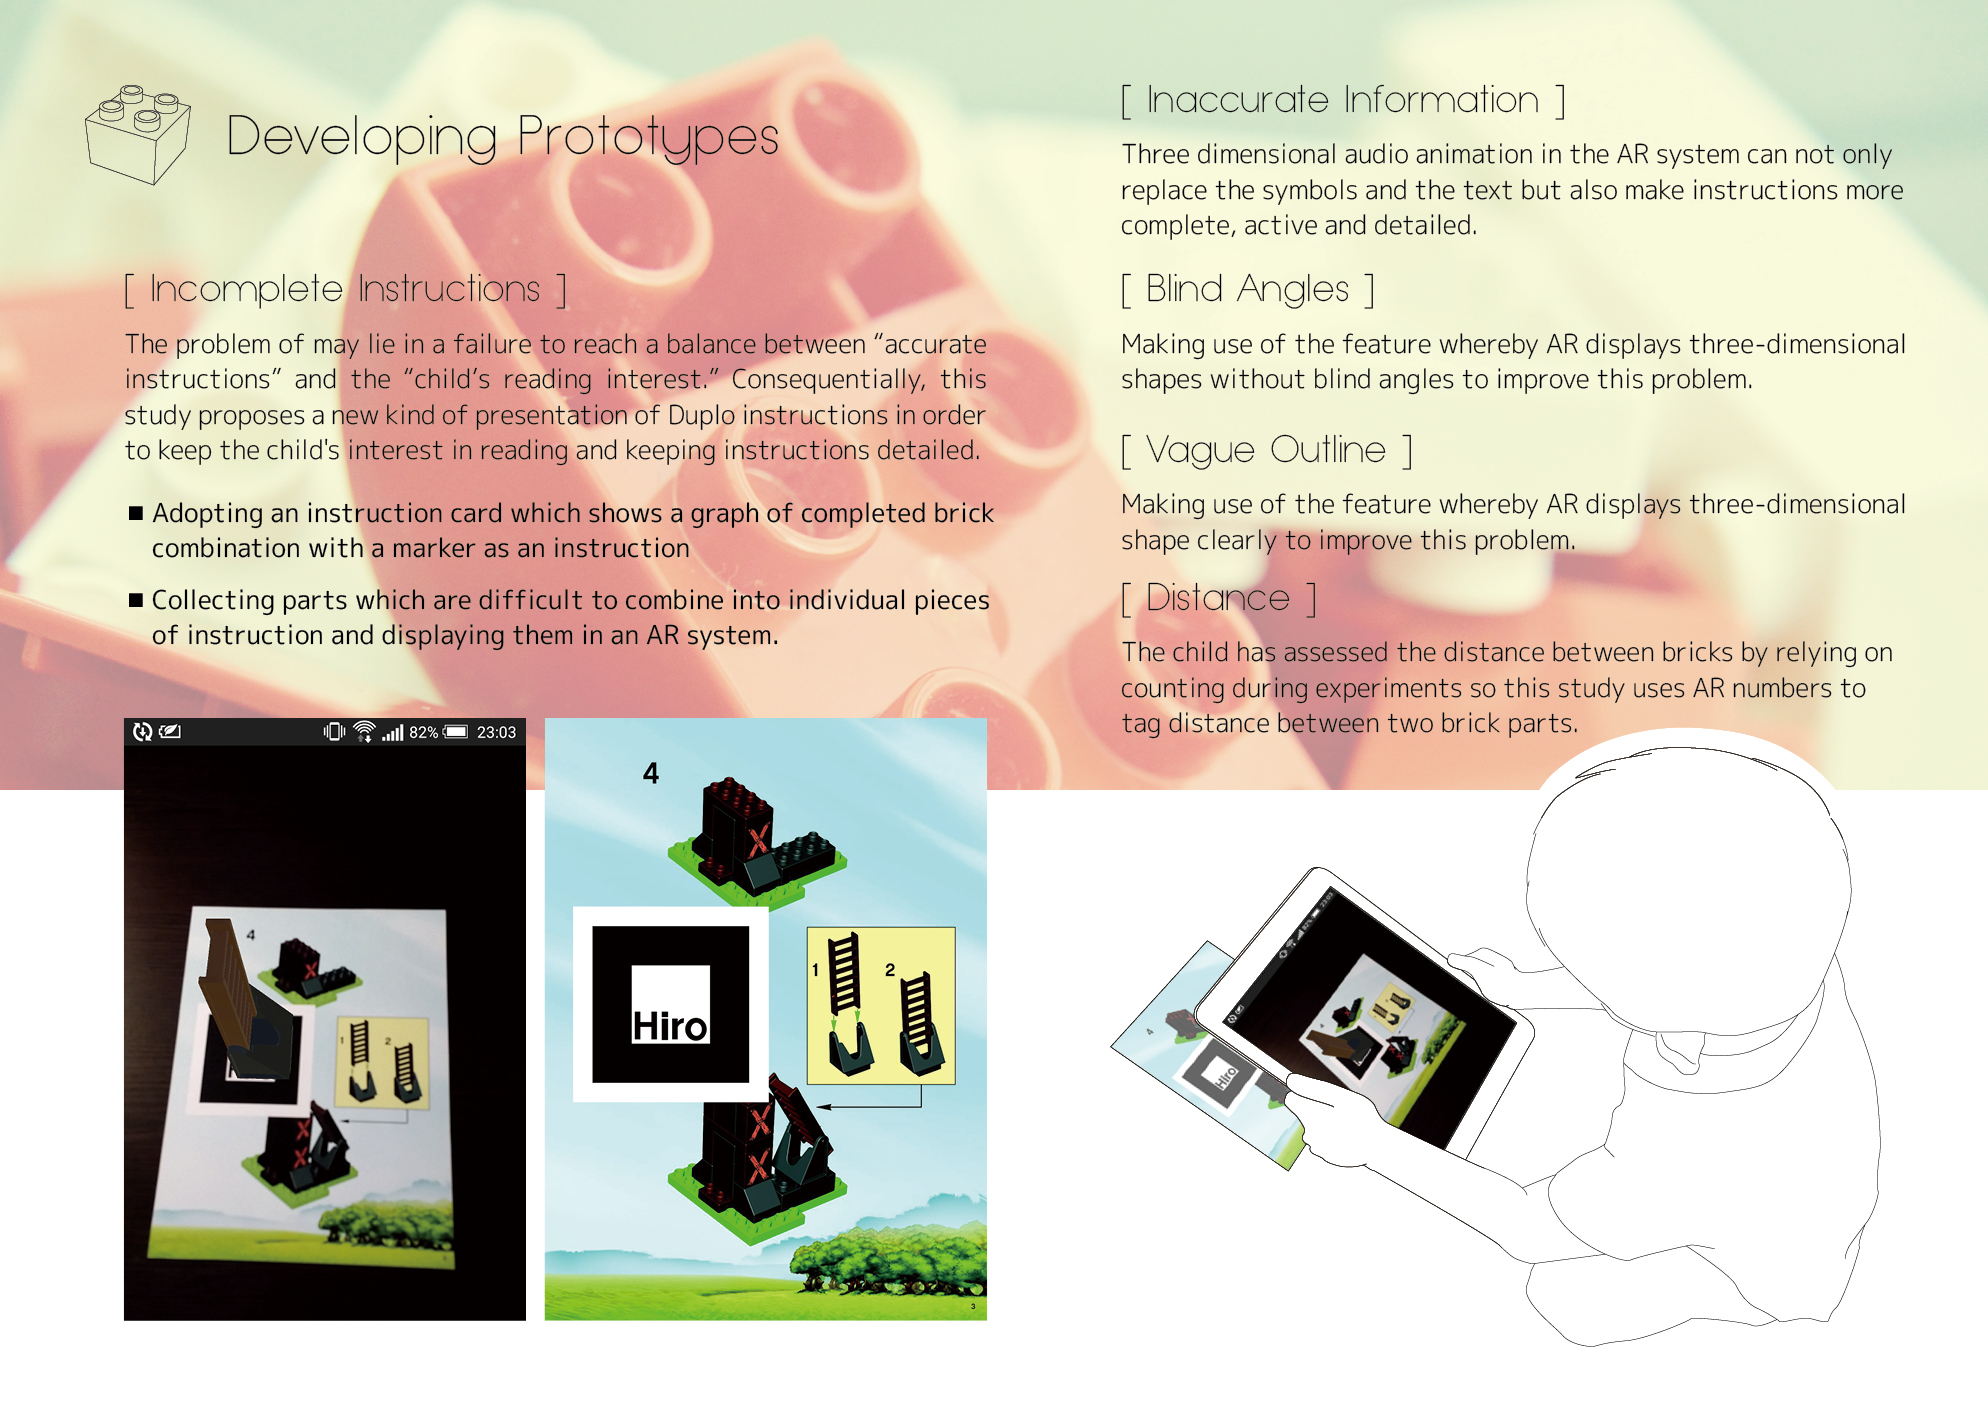 Developing Prototypes
[ Incomplete Instructions ]
The problem of may lie in a failure to reach a balance between “accurate
instructions” and the “child’s reading interest.” Consequentially, this
study proposes a new kind of presentation of Duplo instructions in order
to keep the child's interest in reading and keeping instructions detailed.
■ Adopting an instruction card which shows a graph of completed brick
combination with a marker as an instruction
■ Collecting parts which are difficult to combine into individual pieces
of instruction and displaying them in an AR system.
82% 23:03
4
1 2
4
Hiro
1 2
3
[ Inaccurate Information ]
Three dimensional audio animation in the AR system can not only
replace the symbols and the text but also make instructions more
complete, active and detailed.
[ Blind Angles ]
Making use of the feature whereby AR displays three-dimensional
shapes without blind angles to improve this problem.
[ Vague Outline ]
Making use of the feature whereby AR displays three-dimensional
shape clearly to improve this problem.
[ Distance ]
The child has assessed the distance between bricks by relying on
counting during experiments so this study uses AR numbers to
tag distance between two brick parts.
82% 23:03
4
4
Hiro